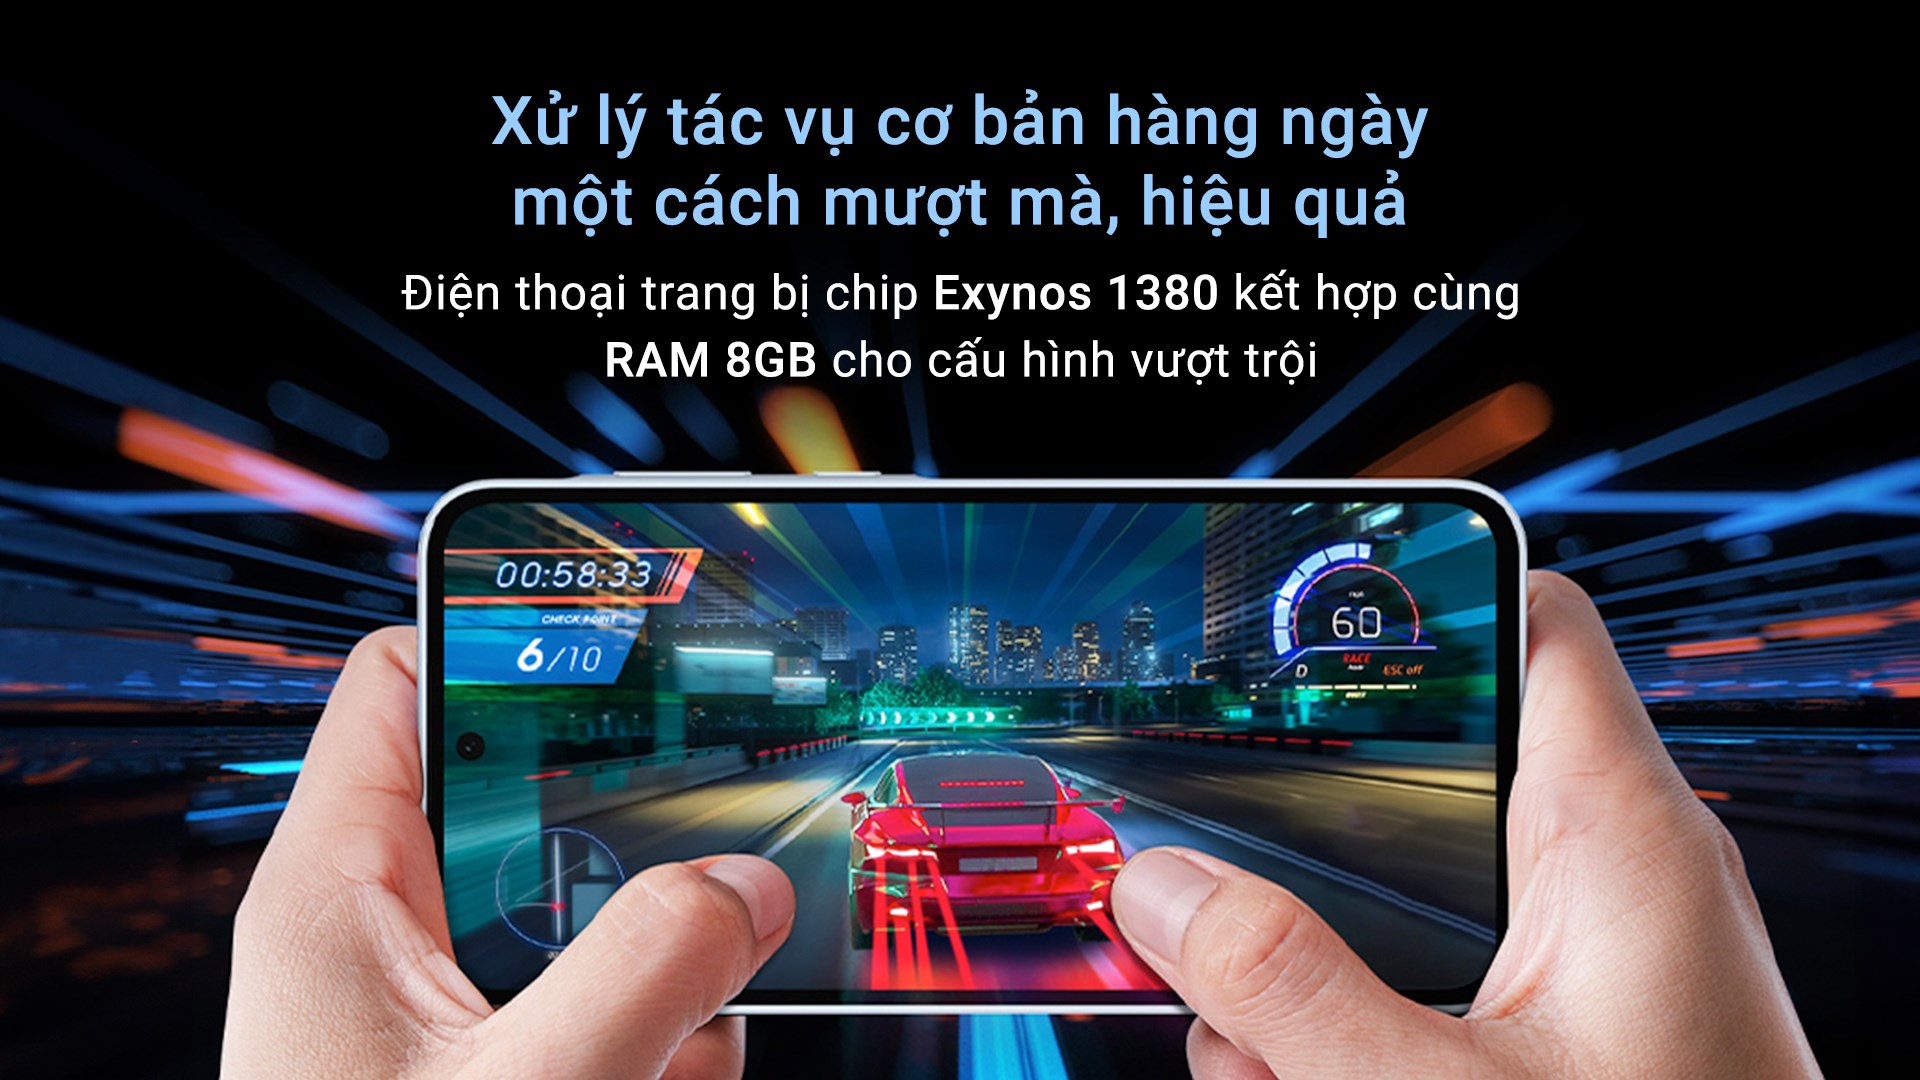 Xử lý tác vụ cơ bản hàng ngày
một cách mượt mà, hiệu quả
Điện thoại trang bị chip Exynos 1380 kết hợp cùng
RAM 8GB cho cấu hình vượt trội
00:58:33
CHECK POINT
6/10
60
D
RACE
ESC off